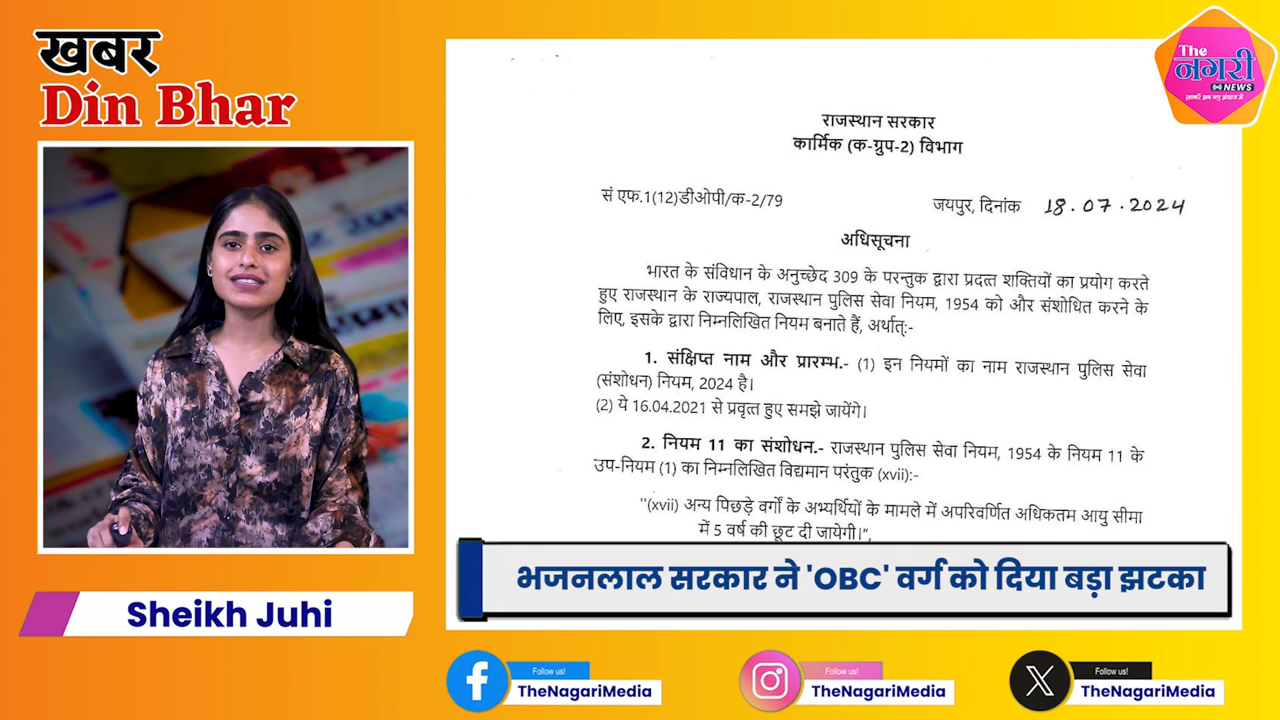 खबर
Din Bhar
The
नगरी
NEWS
राजस्थान सरकार
कार्मिक (क-ग्रुप-2) विभाग
सं एफ.1(12)डीओपी/क-2/79
जयपुर, दिनांक 18.07.2024
अधिसूचना
भारत के संविधान के अनुच्छेद 309 के परन्तुक द्वारा प्रदत्त शक्तियों का प्रयोग करते
हुए राजस्थान के राज्यपाल, राजस्थान पुलिस सेवा नियम, 1954 को और संशोधित करने के
लिए, इसके द्वारा निम्नलिखित नियम बनाते हैं, अर्थात्:-
1. संक्षिप्त नाम और प्रारम्भ.- (1) इन नियमों का नाम राजस्थान पुलिस सेवा
(संशोधन) नियम, 2024 है।
(2) ये 16.04.2021 से प्रवृत्त हुए समझे जायेंगे।
2. नियम 11 का संशोधन.- राजस्थान पुलिस सेवा नियम, 1954 के नियम 11 के
उप-नियम (1) का निम्नलिखित विद्यमान परंतुक (xvii):-
"(xvii) अन्य पिछड़े वर्गों के अभ्यर्थियों के मामले में अपरिवर्णित अधिकतम आयु सीमा
में 5 वर्ष की छूट दी जायेगी।",
भजनलाल सरकार ने 'OBC' वर्ग को दिया बड़ा झटका
Sheikh Juhi
Follow us!
TheNagariMedia
Follow us!
TheNagariMedia
Follow us!
TheNagariMedia